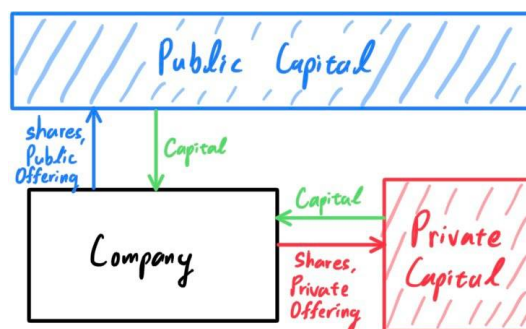 Public Capital
shares,
Public
Offering
Capital
Company
Capital
Shares,
Private
Offering
Private
Capital